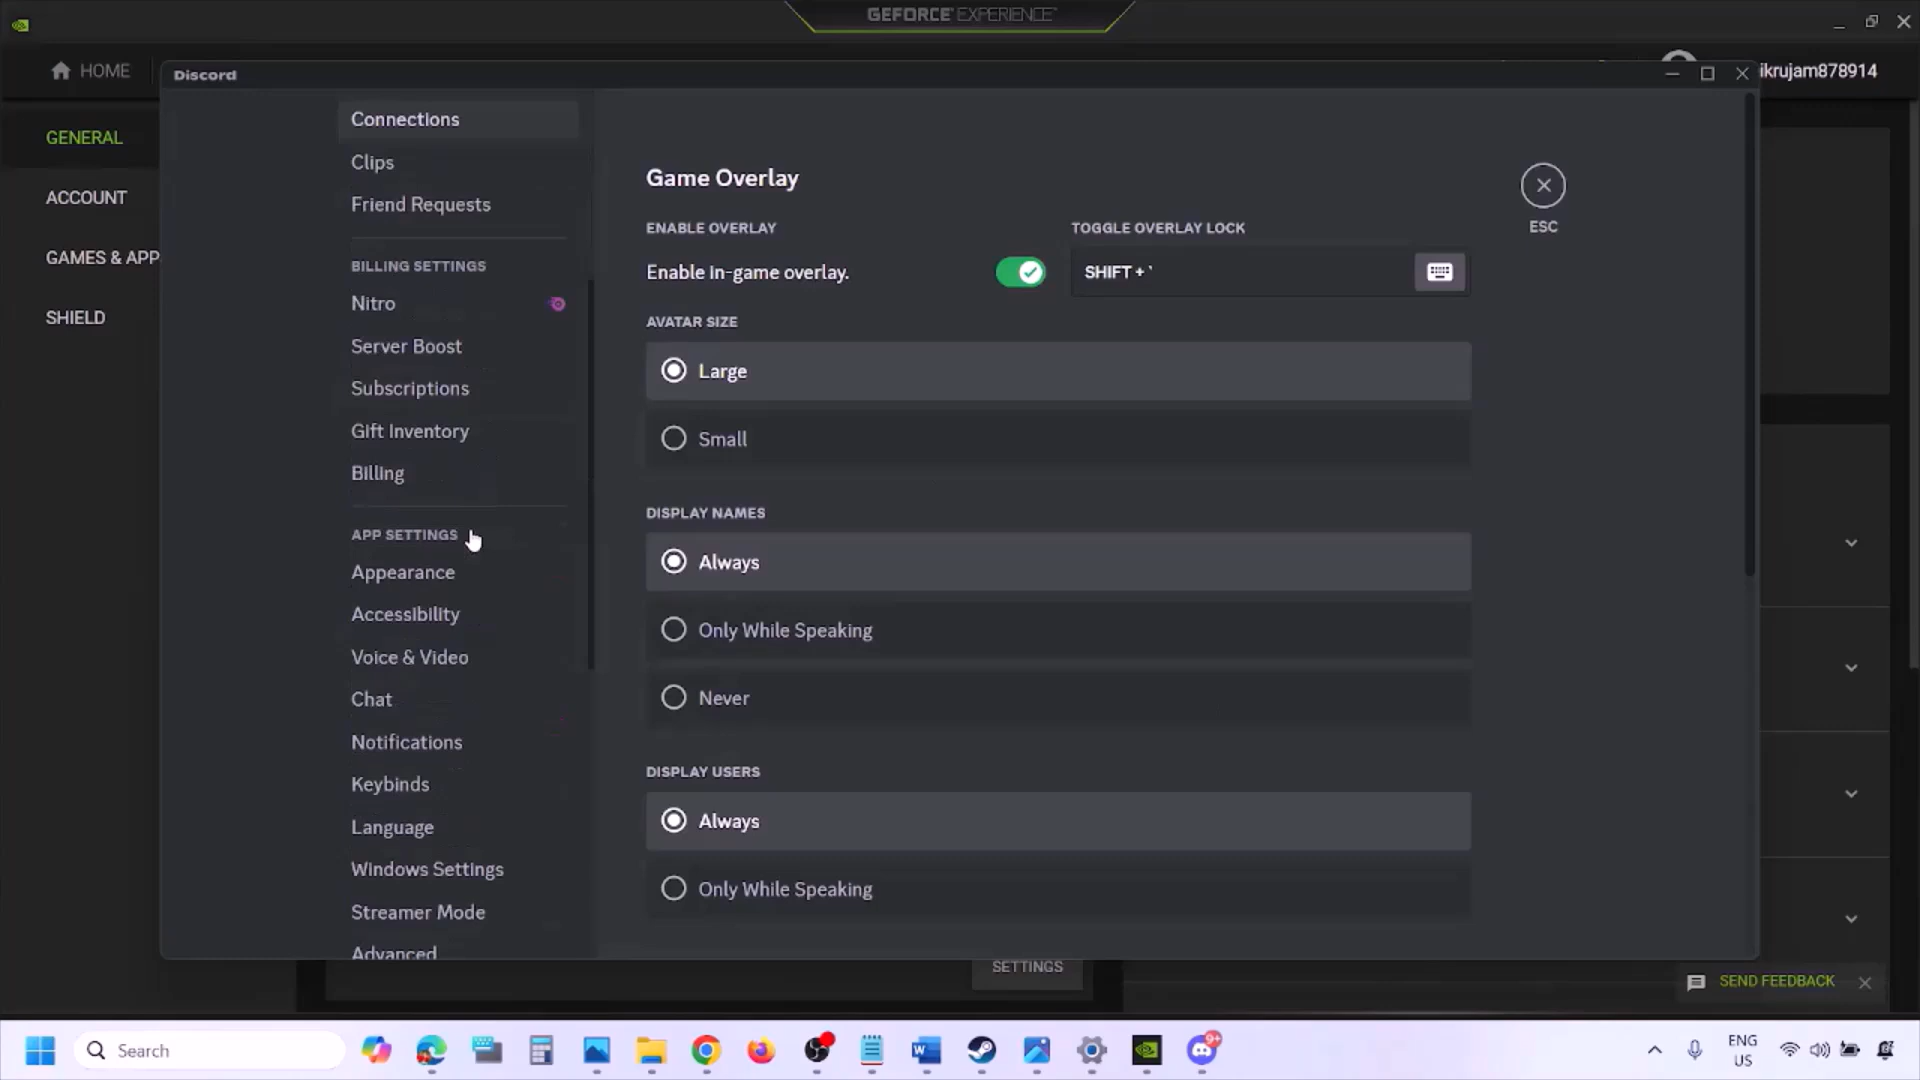 GEFORCE EXPERIENCE
HOME
ikrujam878914
GENERAL
ACCOUNT
GAMES & APP
SHIELD
Discord
Connections
Clips
Friend Requests
BILLING SETTINGS
Nitro
Server Boost
Subscriptions
Gift Inventory
Billing
APP SETTINGS
Appearance
Accessibility
Voice & Video
Chat
Notifications
Keybinds
Language
Windows Settings
Streamer Mode
Advanced
Game Overlay
ESC
ENABLE OVERLAY
TOGGLE OVERLAY LOCK
Enable in-game overlay.
SHIFT + `
AVATAR SIZE
Large
Small
DISPLAY NAMES
Always
Only While Speaking
Never
DISPLAY USERS
Always
Only While Speaking
SETTINGS
SEND FEEDBACK
Search
9+
ENG
US